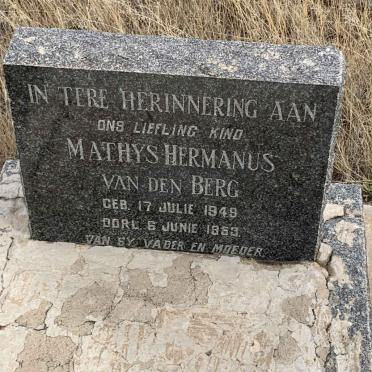 IN TERE HERINNERING AAN
ONS LIEFLING KIND
MATHYS HERMANUS
VAN DEN BERG
GEB. 17 JULIE 1949
OORL. 6 JUNIE 1953.
VAN SY VADER EN MOEDER.